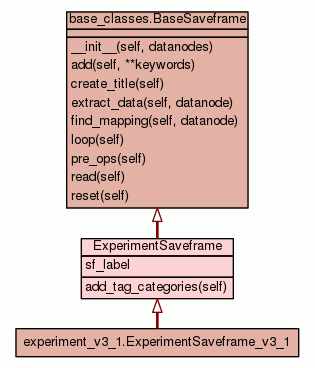 base_classes.BaseSaveframe
__init__(self, datanodes)
add(self, **keywords)
create_title(self)
extract_data(self, datanode)
find_mapping(self, datanode)
loop(self)
pre_ops(self)
read(self)
reset(self)
ExperimentSaveframe
sf_label
add_tag_categories(self)
experiment_v3_1.ExperimentSaveframe_v3_1